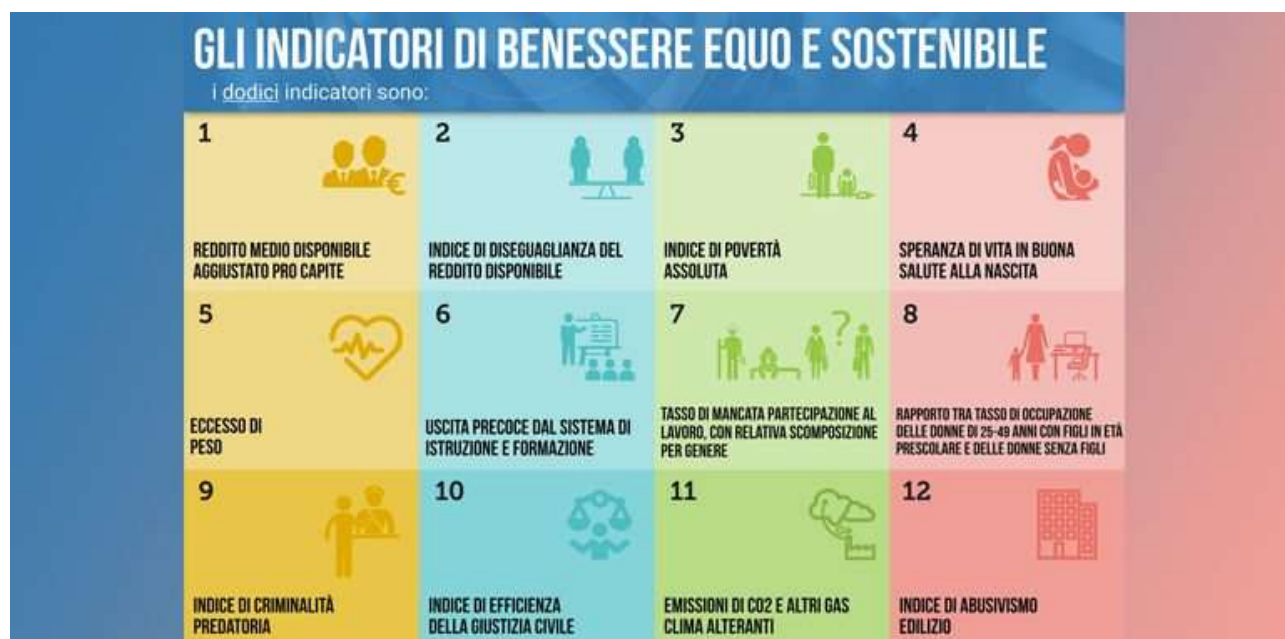 GLI INDICATORI DI BENESSERE EQUO E SOSTENIBILE
i dodici indicatori sono:
1
REDDITO MEDIO DISPONIBILE
AGGIUSTATO PRO CAPITE
2
INDICE DI DISEGUAGLIANZA DEL
REDDITO DISPONIBILE
3
INDICE DI POVERTÀ
ASSOLUTA
4
SPERANZA DI VITA IN BUONA
SALUTE ALLA NASCITA
5
ECCESSO DI
PESO
6
USCITA PRECOCE DAL SISTEMA DI
ISTRUZIONE E FORMAZIONE
7
?
TASSO DI MANCATA PARTECIPAZIONE AL
LAVORO, CON RELATIVA SCOMPOSIZIONE
PER GENERE
8
RAPPORTO TRA TASSO DI OCCUPAZIONE
DELLE DONNE DI 25-49 ANNI CON FIGLI IN ETÀ
PRESCOLARE E DELLE DONNE SENZA FIGLI
9
INDICE DI CRIMINALITÀ
PREDATORIA
10
INDICE DI EFFICIENZA
DELLA GIUSTIZIA CIVILE
11
EMISSIONI DI CO2 E ALTRI GAS
CLIMA ALTERANTI
12
INDICE DI ABUSIVISMO
EDILIZIO